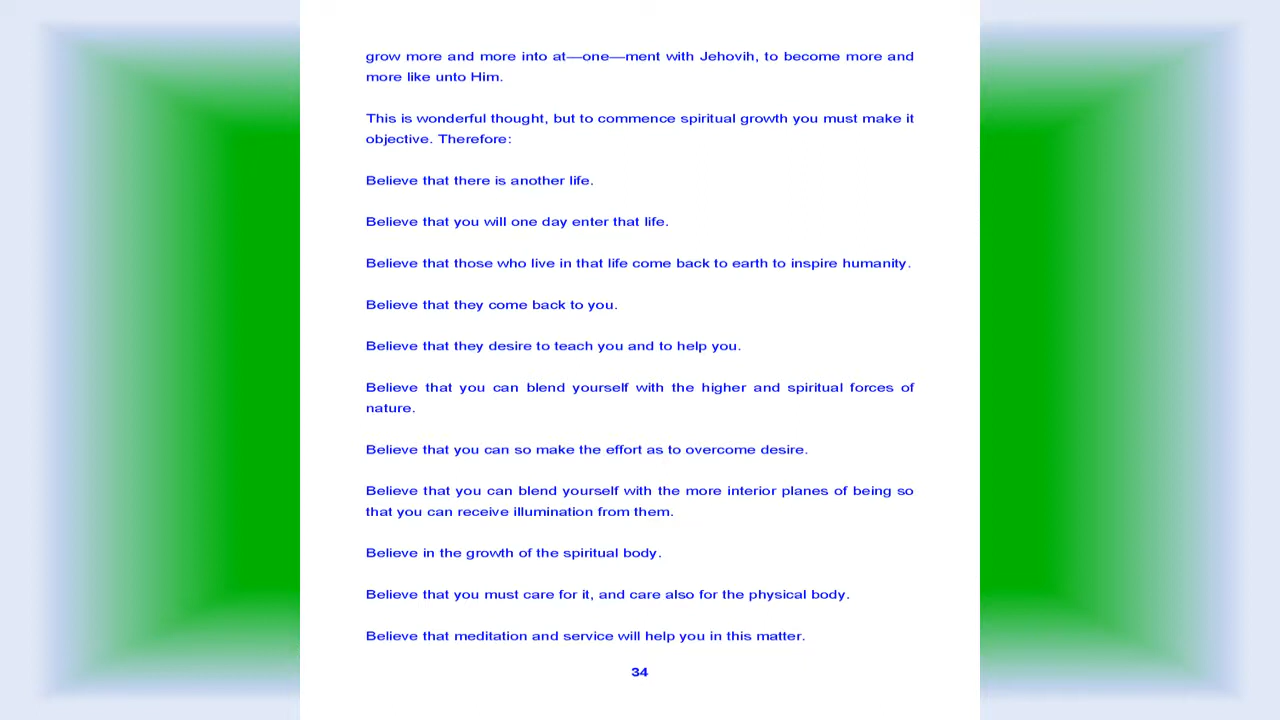 grow more and more into at—one—ment with Jehovih, to become more and
more like unto Him.
This is wonderful thought, but to commence spiritual growth you must make it
objective. Therefore:
Believe that there is another life.
Believe that you will one day enter that life.
Believe that those who live in that life come back to earth to inspire humanity.
Believe that they come back to you.
Believe that they desire to teach you and to help you.
Believe that you can blend yourself with the higher and spiritual forces of
nature.
Believe that you can so make the effort as to overcome desire.
Believe that you can blend yourself with the more interior planes of being so
that you can receive illumination from them.
Believe in the growth of the spiritual body.
Believe that you must care for it, and care also for the physical body.
Believe that meditation and service will help you in this matter.
34